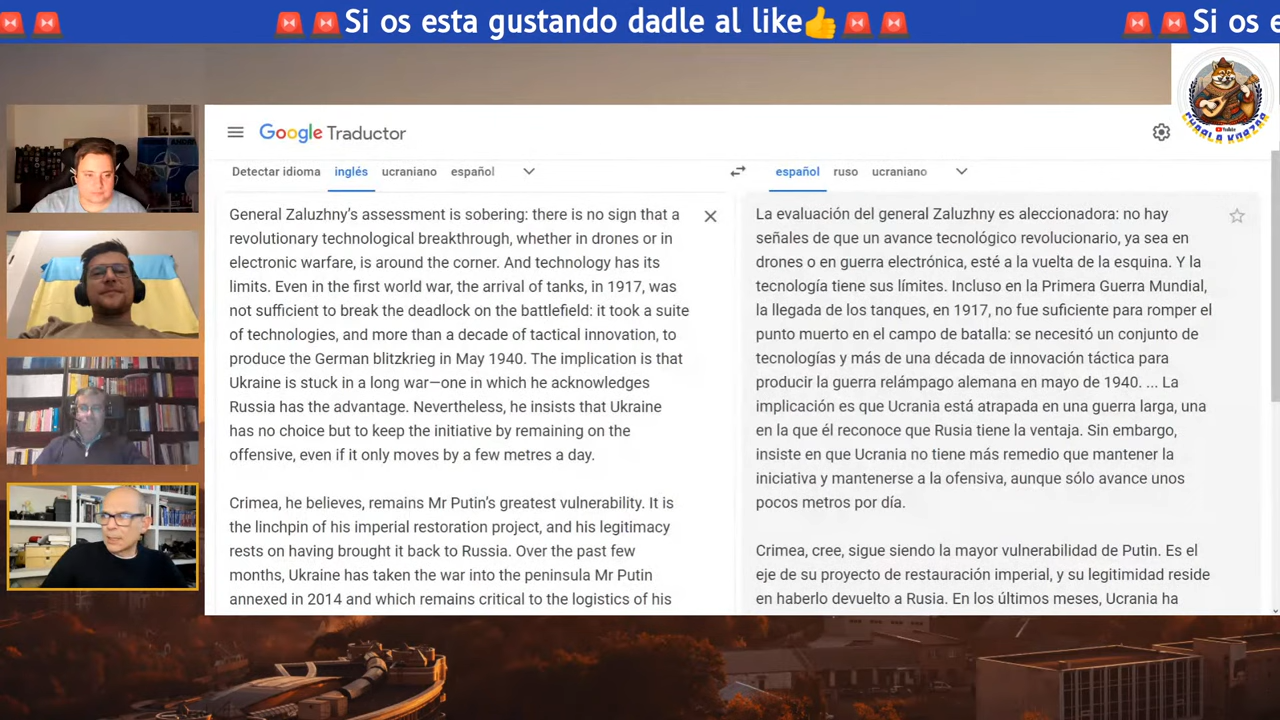 Si os esta gustando dadle al like👍
Si os e
CHARLA KORZAR
YouTube
Google Traductor
Detectar idioma inglés ucraniano español
español ruso ucraniano
General Zaluzhny’s assessment is sobering: there is no sign that a
revolutionary technological breakthrough, whether in drones or in
electronic warfare, is around the corner. And technology has its
limits. Even in the first world war, the arrival of tanks, in 1917, was
not sufficient to break the deadlock on the battlefield: it took a suite
of technologies, and more than a decade of tactical innovation, to
produce the German blitzkrieg in May 1940. The implication is that
Ukraine is stuck in a long war—one in which he acknowledges
Russia has the advantage. Nevertheless, he insists that Ukraine
has no choice but to keep the initiative by remaining on the
offensive, even if it only moves by a few metres a day.
Crimea, he believes, remains Mr Putin’s greatest vulnerability. It is
the linchpin of his imperial restoration project, and his legitimacy
rests on having brought it back to Russia. Over the past few
months, Ukraine has taken the war into the peninsula Mr Putin
annexed in 2014 and which remains critical to the logistics of his
La evaluación del general Zaluzhny es aleccionadora: no hay
señales de que un avance tecnológico revolucionario, ya sea en
drones o en guerra electrónica, esté a la vuelta de la esquina. Y la
tecnología tiene sus límites. Incluso en la Primera Guerra Mundial,
la llegada de los tanques, en 1917, no fue suficiente para romper el
punto muerto en el campo de batalla: se necesitó un conjunto de
tecnologías y más de una década de innovación táctica para
producir la guerra relámpago alemana en mayo de 1940. ... La
implicación es que Ucrania está atrapada en una guerra larga, una
en la que él reconoce que Rusia tiene la ventaja. Sin embargo,
insiste en que Ucrania no tiene más remedio que mantener la
iniciativa y mantenerse a la ofensiva, aunque sólo avance unos
pocos metros por día.
Crimea, cree, sigue siendo la mayor vulnerabilidad de Putin. Es el
eje de su proyecto de restauración imperial, y su legitimidad reside
en haberlo devuelto a Rusia. En los últimos meses, Ucrania ha